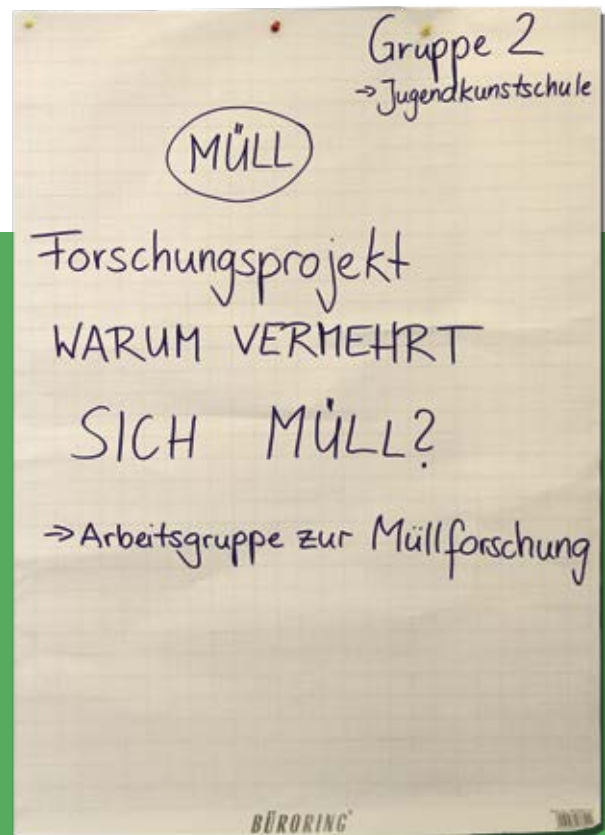 Gruppe 2
→ Jugendkunstschule
MÜLL
Forschungsprojekt
WARUM VERMEHRT
SICH MÜLL?
→ Arbeitsgruppe zur Müllforschung
BÜRORING